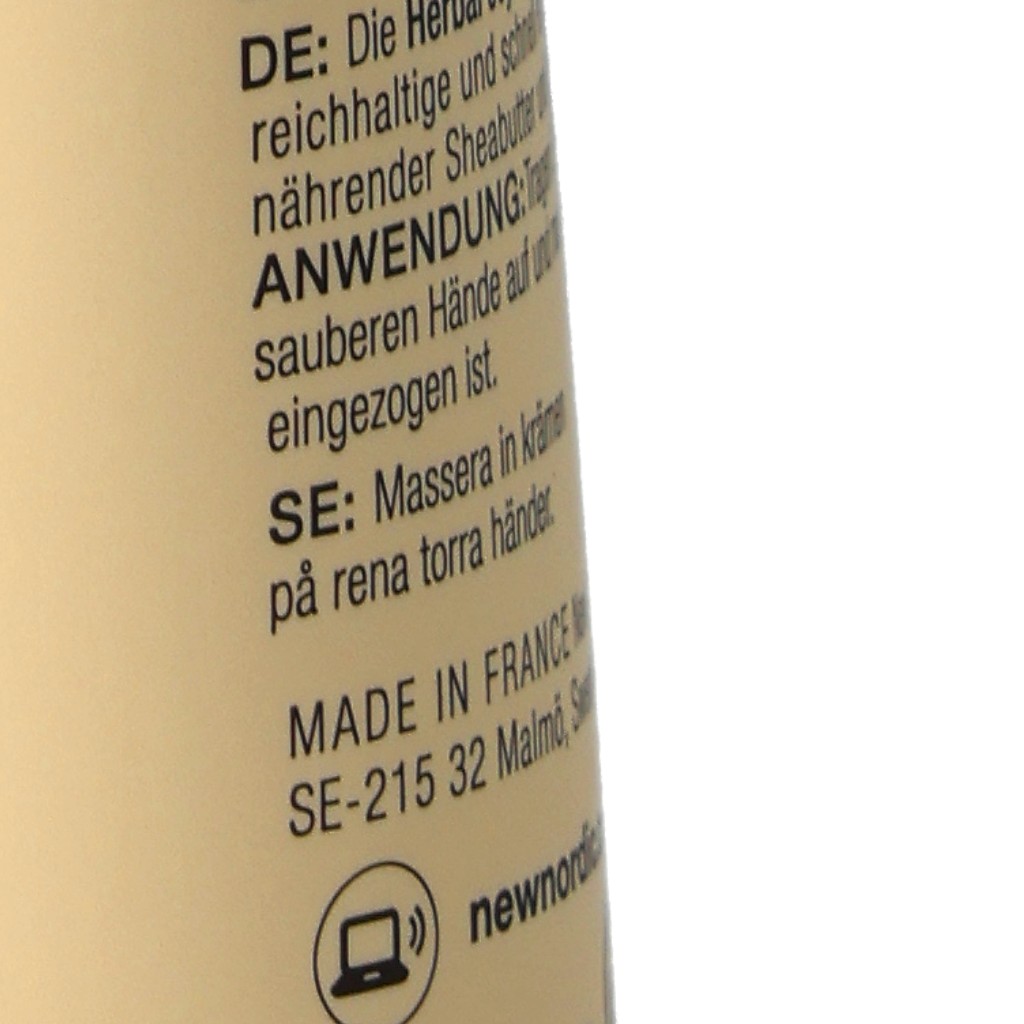 DE: Die
reichhaltige und
nährender Sheabutter
ANWENDUNG:
sauberen Hände auf und
eingezogen ist.
SE: Massera in krämen
på rena torra händer.
MADE IN FRANCE
SE-215 32 Malmö,